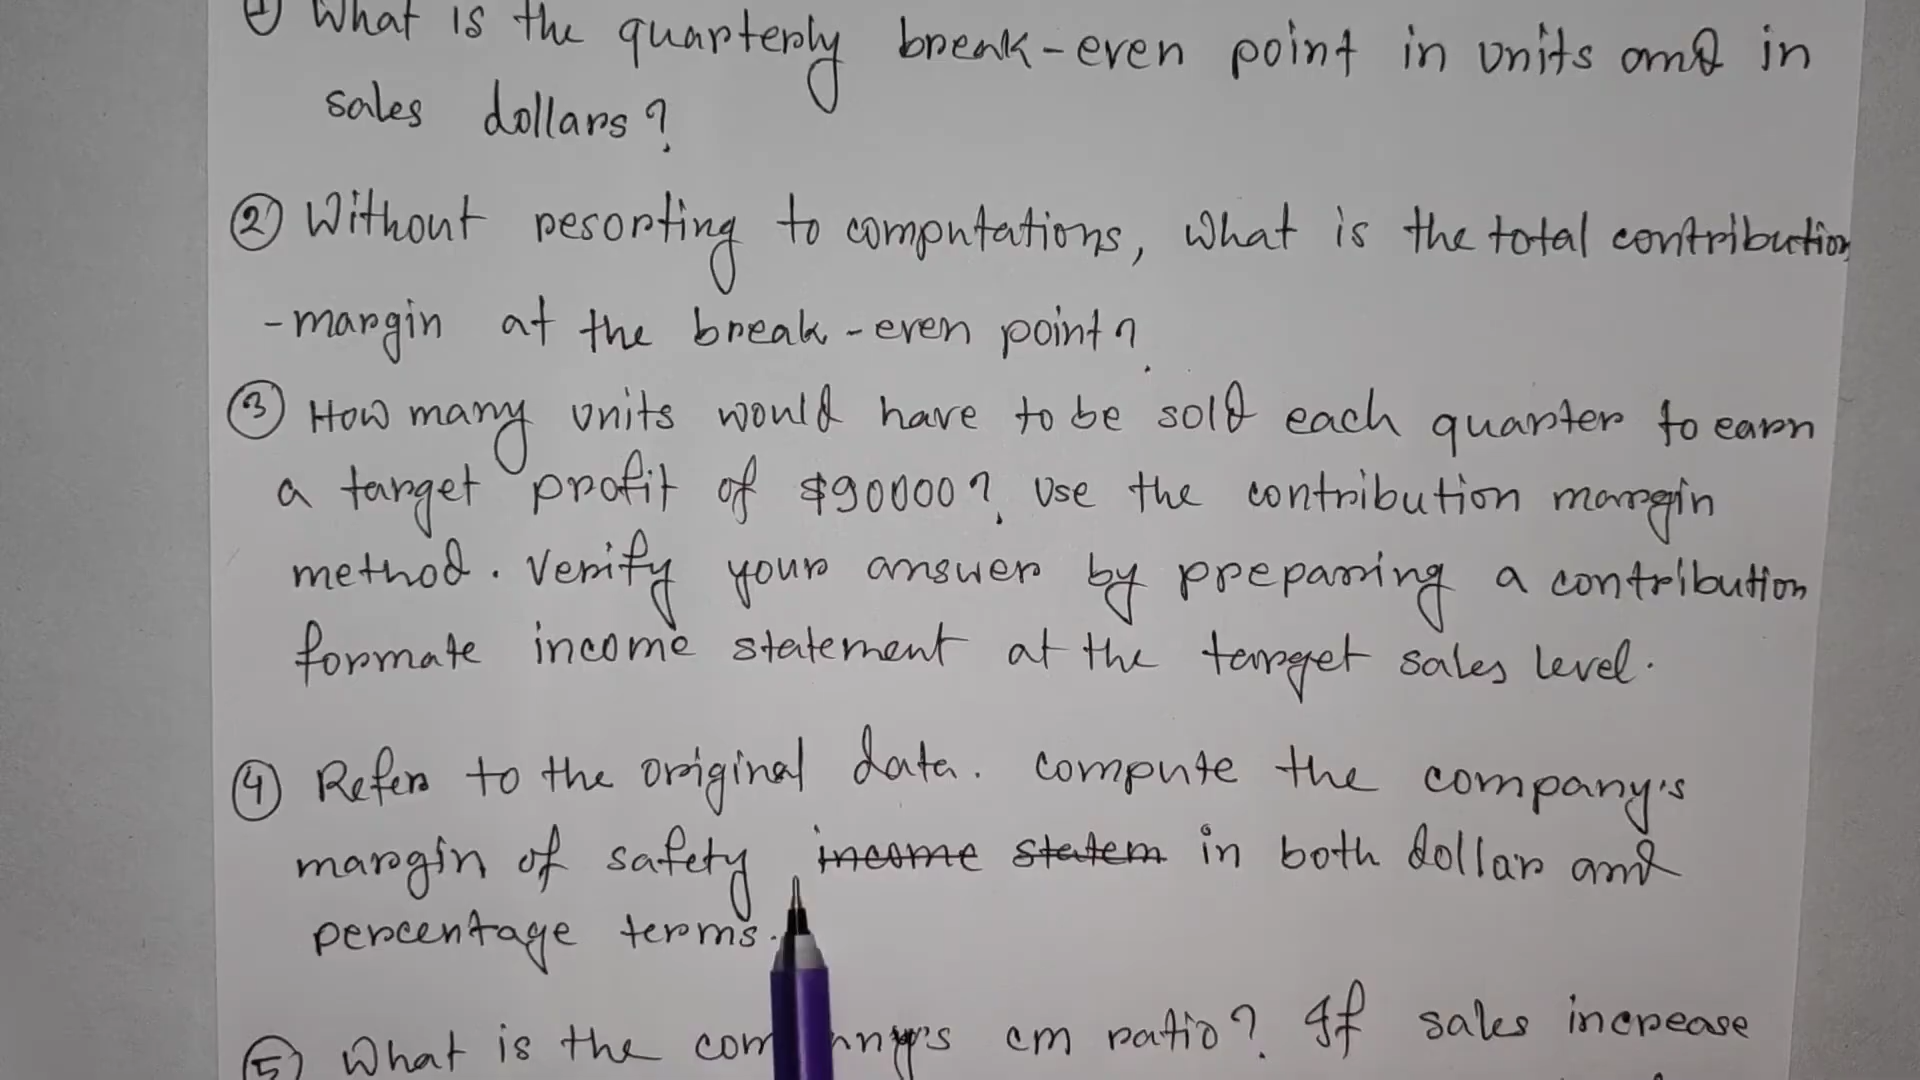 ① What is the quarterly break-even point in units and in
sales dollars?
② Without resorting to computations, what is the total contribution
-margin at the break-even point?
③ How many units would have to be sold each quarter to earn
a target profit of $90000? Use the contribution margin
method. Verify your answer by preparing a contribution
formate income statement at the target sales level.
④ Refer to the original data. compute the company's
margin of safety income statem in both dollar and
percentage terms.
⑤ What is the company's cm ratio? If sales increase